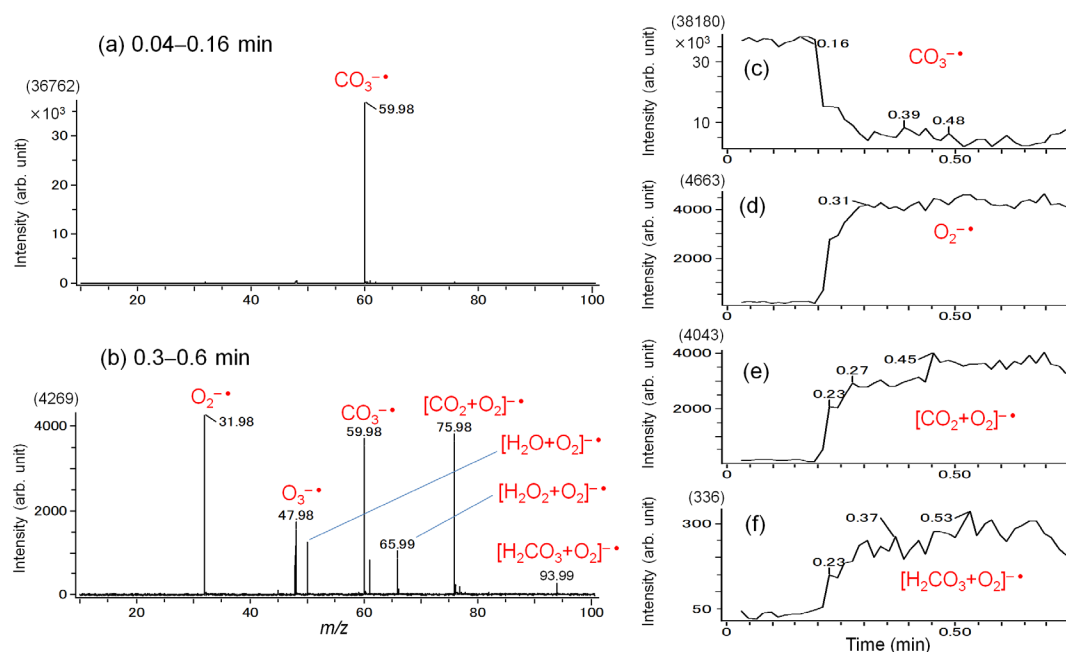 (a) 0.04–0.16 min
(36762)
×10³
CO₃⁻•
59.98
30
20
10
0
Intensity (arb. unit)
20
40
60
80
100
(b) 0.3–0.6 min
(4269)
O₂⁻•
31.98
CO₃⁻•
59.98
[CO₂+O₂]⁻•
75.98
[H₂O+O₂]⁻•
O₃⁻•
47.98
[H₂O₂+O₂]⁻•
65.99
[H₂CO₃+O₂]⁻•
93.99
4000
2000
0
Intensity (arb. unit)
20
40
60
80
100
m/z
(38180)
×10³
30
10
Intensity (arb. unit)
(c)
CO₃⁻•
0.16
0.39
0.48
0
0.50
(4663)
4000
2000
Intensity (arb. unit)
(d)
0.31
O₂⁻•
0
0.50
(4043)
4000
2000
Intensity (arb. unit)
(e)
0.23
0.27
0.45
[CO₂+O₂]⁻•
0
0.50
(336)
300
50
Intensity (arb. unit)
(f)
0.23
0.37
0.53
[H₂CO₃+O₂]⁻•
0
0.50
Time (min)